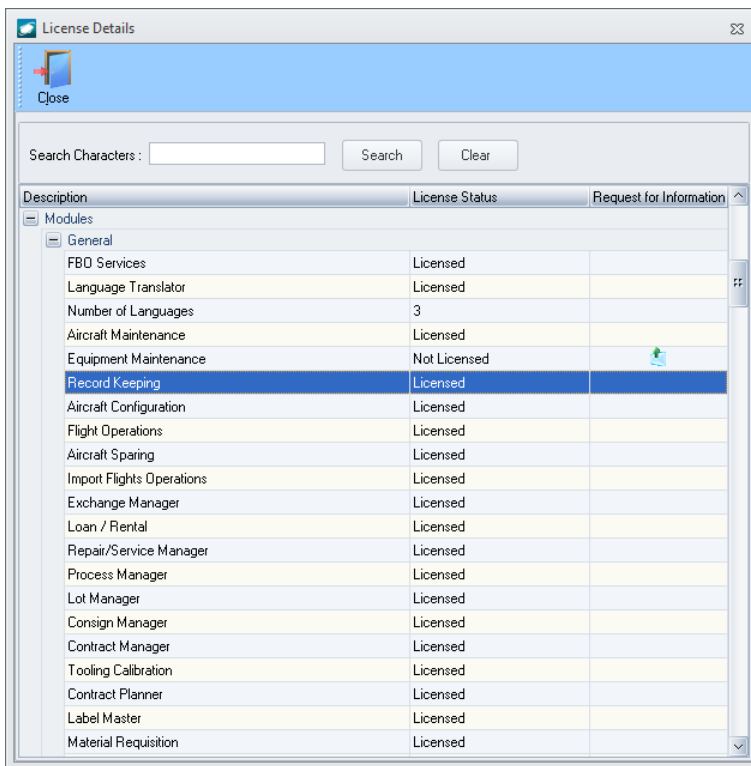 License Details
Close
Search Characters : Search Clear
Description License Status Request for Information
Modules
General
FBO Services Licensed
Language Translator Licensed
Number of Languages 3
Aircraft Maintenance Licensed
Equipment Maintenance Not Licensed
Record Keeping Licensed
Aircraft Configuration Licensed
Flight Operations Licensed
Aircraft Sparing Licensed
Import Flights Operations Licensed
Exchange Manager Licensed
Loan / Rental Licensed
Repair/Service Manager Licensed
Process Manager Licensed
Lot Manager Licensed
Consign Manager Licensed
Contract Manager Licensed
Tooling Calibration Licensed
Contract Planner Licensed
Label Master Licensed
Material Requisition Licensed